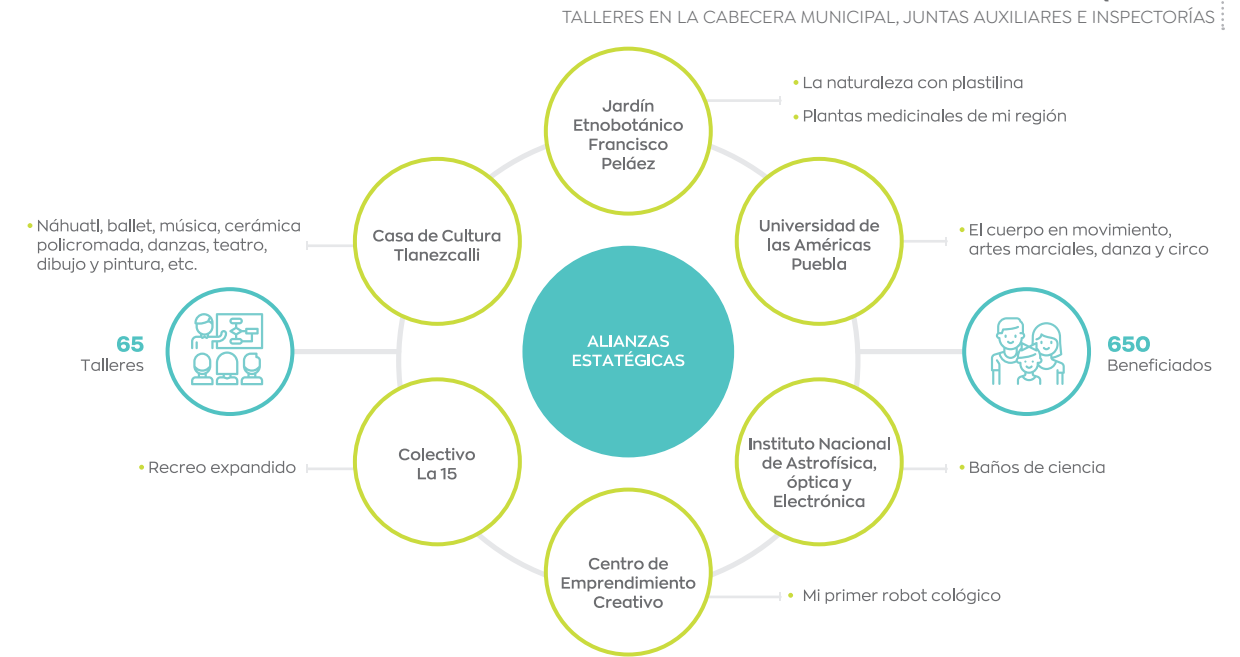 TALLERES EN LA CABECERA MUNICIPAL, JUNTAS AUXILIARES E INSPECTORÍAS
Jardín
Etnobotánico
Francisco
Peláez
• La naturaleza con plastilina
• Plantas medicinales de mi región
• Náhuatl, ballet, música, cerámica
policromada, danzas, teatro,
dibujo y pintura, etc.
Casa de Cultura
Tlanezcalli
Universidad de
las Américas
Puebla
• El cuerpo en movimiento,
artes marciales, danza y circo
65
Talleres
ALIANZAS
ESTATÉGICAS
650
Beneficiados
• Recreo expandido
Colectivo
La 15
Instituto Nacional
de Astrofísica,
óptica y
Electrónica
• Baños de ciencia
Centro de
Emprendimiento
Creativo
• Mi primer robot cológico